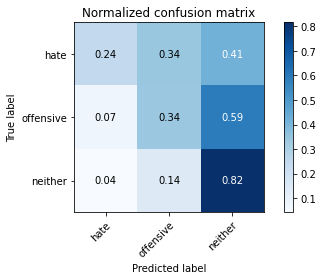 Normalized confusion matrix
True label
hate
offensive
neither
0.24 0.34 0.41
0.07 0.34 0.59
0.04 0.14 0.82
hate
offensive
neither
Predicted label
0.8
0.7
0.6
0.5
0.4
0.3
0.2
0.1